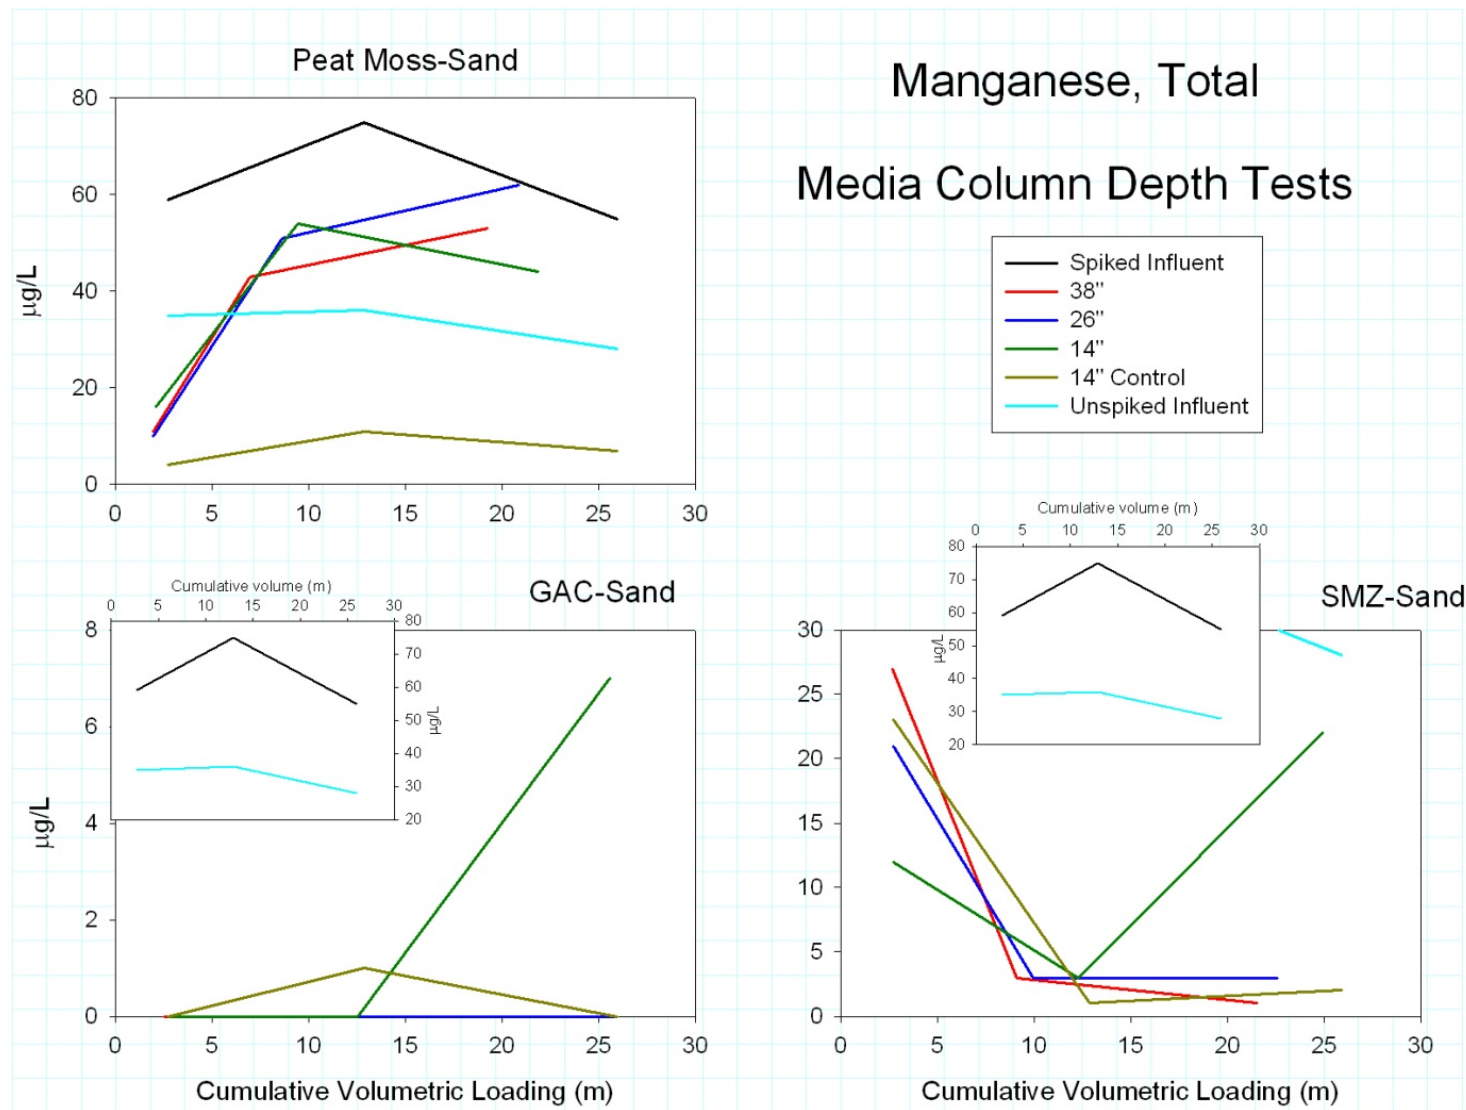 Peat Moss-Sand
Manganese, Total
Media Column Depth Tests
80
60
40
20
0
µg/L
0 5 10 15 20 25 30
Spiked Influent
38"
26"
14"
14" Control
Unspiked Influent
GAC-Sand
Cumulative volume (m)
0 5 10 15 20 25 30
80
70
60
50
40
30
20
µg/L
8
6
4
2
0
µg/L
0 5 10 15 20 25 30
Cumulative Volumetric Loading (m)
SMZ-Sand
Cumulative volume (m)
0 5 10 15 20 25 30
80
70
60
50
40
30
20
µg/L
30
25
20
15
10
5
0
0 5 10 15 20 25 30
Cumulative Volumetric Loading (m)